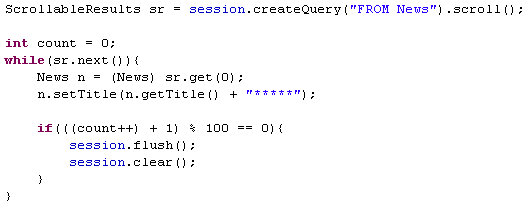 ScrollableResults sr = session.createQuery("FROM News").scroll();
int count = 0;
while(sr.next()){
News n = (News) sr.get(0);
n.setTitle(n.getTitle() + "*****");
if(((count++) + 1) % 100 == 0){
session.flush();
session.clear();
}
}